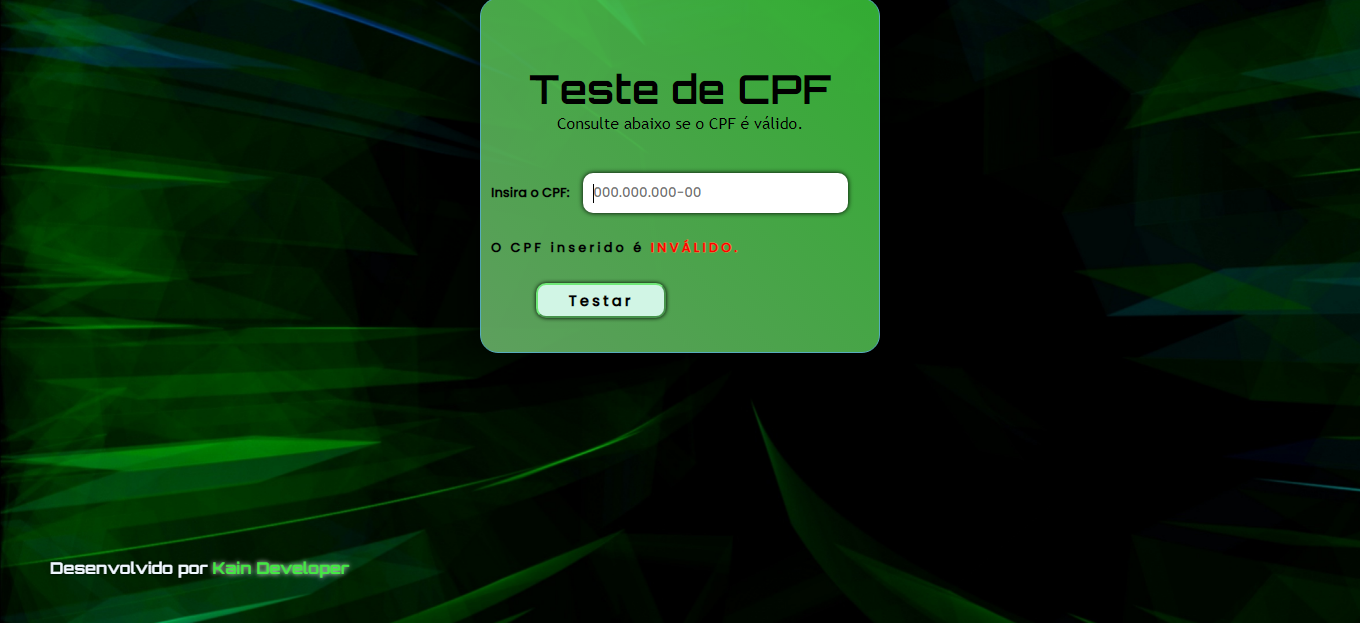 Teste de CPF
Consulte abaixo se o CPF é válido.
Insira o CPF: 000.000.000-00
O CPF inserido é INVÁLIDO.
Testar
Desenvolvido por Kain Developer